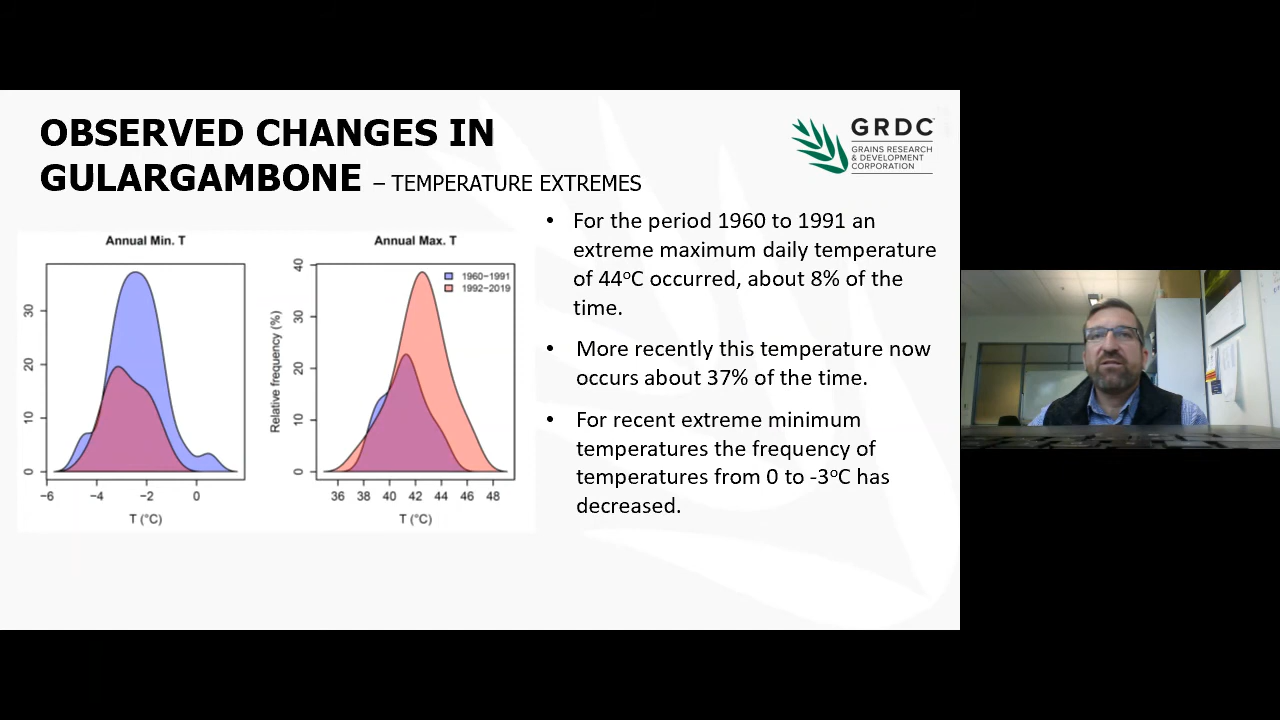 OBSERVED CHANGES IN
GULARGAMBONE – TEMPERATURE EXTREMES
GRDC
GRAINS RESEARCH
& DEVELOPMENT
CORPORATION
Annual Min. T
0 10 20 30
−6 −4 −2 0
T (°C)
Annual Max. T
1960−1991
1992−2019
Relative frequency (%)
0 10 20 30 40
36 38 40 42 44 46 48
T (°C)
• For the period 1960 to 1991 an
extreme maximum daily temperature
of 44°C occurred, about 8% of the
time.
• More recently this temperature now
occurs about 37% of the time.
• For recent extreme minimum
temperatures the frequency of
temperatures from 0 to -3°C has
decreased.